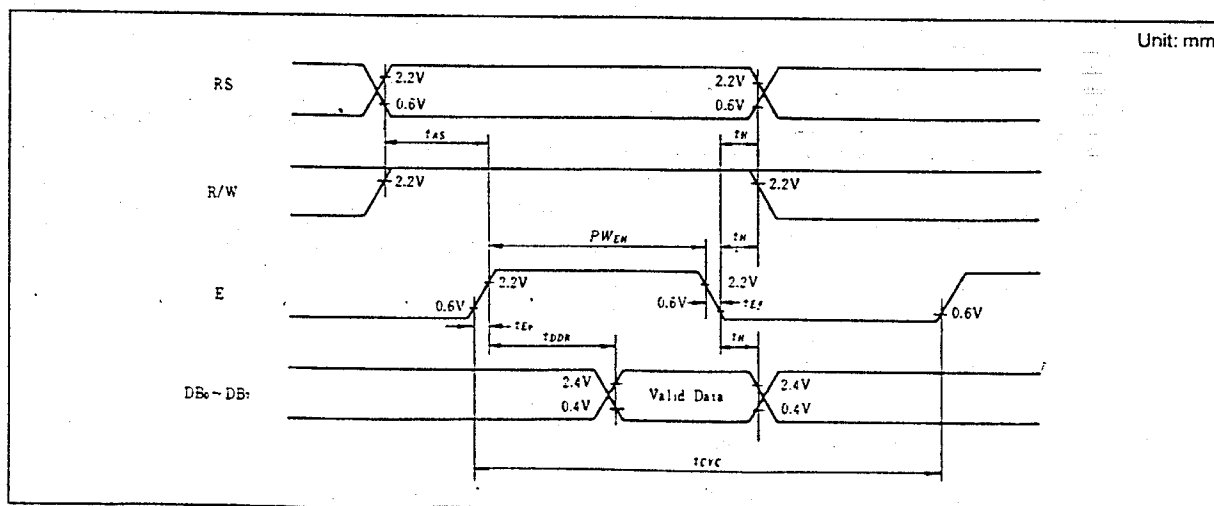 Unit: mm
RS
2.2V
0.6V
2.2V
0.6V
tAS
tH
R/W
2.2V
2.2V
PWEH
tH
E
2.2V
0.6V
2.2V
0.6V
tEf
0.6V
tEr
tDDR
tH
DB0~DB7
2.4V
0.4V
Valid Data
2.4V
0.4V
tCYC